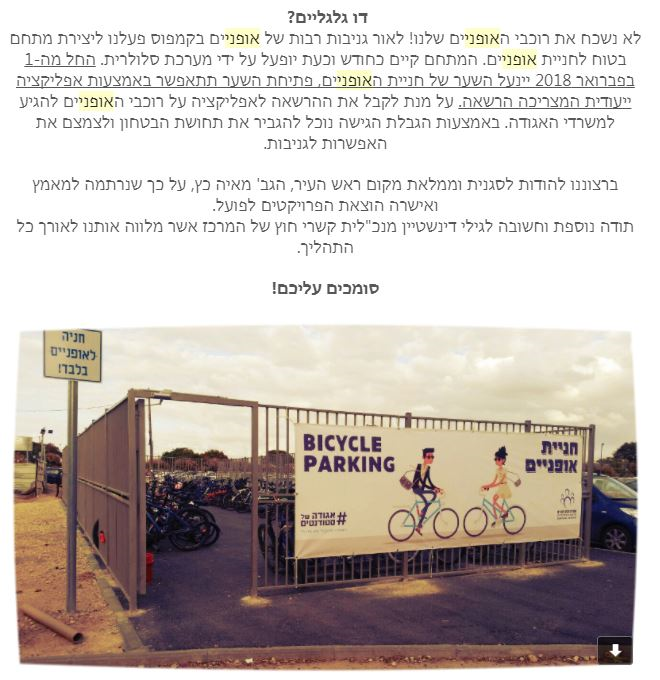 דו גלגליים?
לא נשכח את רוכבי האופניים שלנו! לאור גניבות רבות של אופניים בקמפוס פעלנו ליצירת מתחם
בטוח לחניית אופניים. המתחם קיים כחודש וכעת יופעל על ידי מערכת סלולרית. החל מה-1
בפברואר 2018 יינעל השער של חניית האופניים, פתיחת השער תתאפשר באמצעות אפליקציה
ייעודית המצריכה הרשאה. על מנת לקבל את ההרשאה לאפליקציה על רוכבי האופניים להגיע
למשרדי האגודה. באמצעות הגבלת הגישה נוכל להגביר את תחושת הבטחון ולצמצם את
האפשרות לגניבות.
ברצוננו להודות לסגנית וממלאת מקום ראש העיר, הגב' מאיה כץ, על כך שנרתמה למאמץ
ואישרה הוצאת הפרויקטים לפועל.
תודה נוספת וחשובה לגילי דינשטיין מנכ"לית קשרי חוץ של המרכז אשר מלווה אותנו לאורך כל
התהליך.
סומכים עליכם!
חניה
לאופניים
בלבד!
BICYCLE
PARKING
חניית
אופניים
#אגודה של
סטודנטים